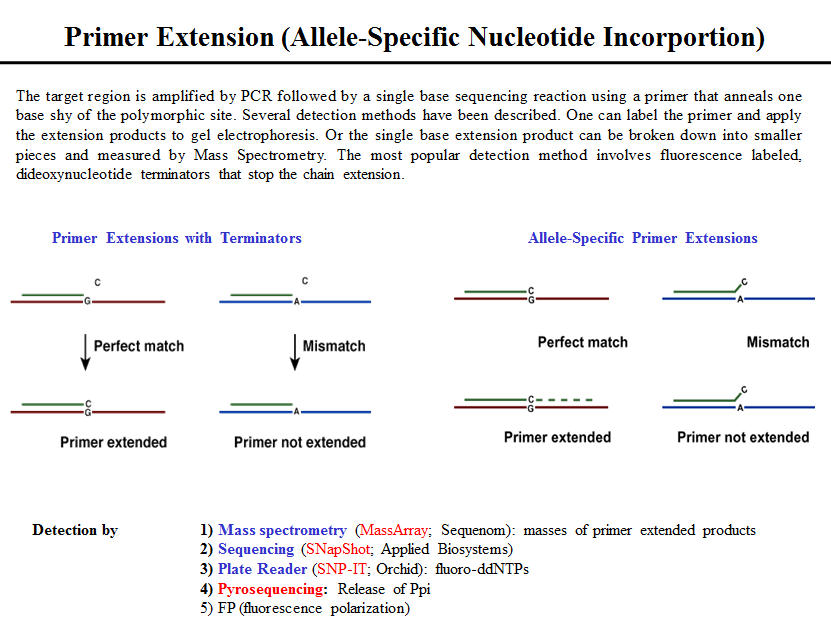 Primer Extension (Allele-Specific Nucleotide Incorportion)
The target region is amplified by PCR followed by a single base sequencing reaction using a primer that anneals one
base shy of the polymorphic site. Several detection methods have been described. One can label the primer and apply
the extension products to gel electrophoresis. Or the single base extension product can be broken down into smaller
pieces and measured by Mass Spectrometry. The most popular detection method involves fluorescence labeled,
dideoxynucleotide terminators that stop the chain extension.
Primer Extensions with Terminators
C
G
C
A
Perfect match
Mismatch
C
G
A
Primer extended
Primer not extended
Allele-Specific Primer Extensions
C
G
C
A
Perfect match
Mismatch
C
G
C
A
Primer extended
Primer not extended
Detection by
1) Mass spectrometry (MassArray; Sequenom): masses of primer extended products
2) Sequencing (SNapShot; Applied Biosystems)
3) Plate Reader (SNP-IT; Orchid): fluoro-ddNTPs
4) Pyrosequencing: Release of Ppi
5) FP (fluorescence polarization)